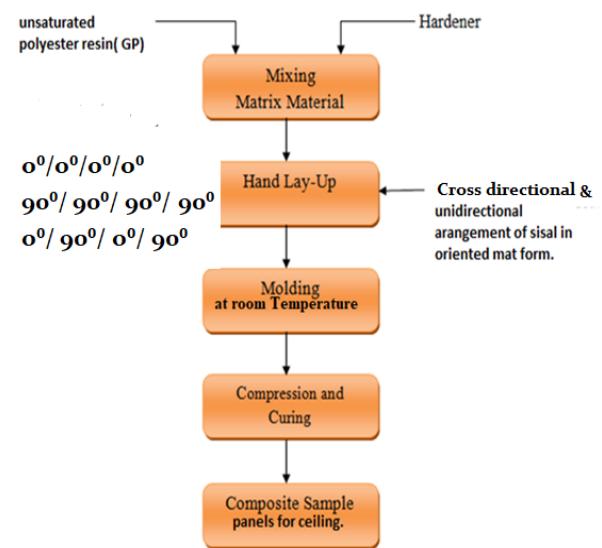 unsaturated
polyester resin( GP)
Hardener
Mixing
Matrix Material
0⁰/0⁰/0⁰/0⁰
90⁰/ 90⁰/ 90⁰/ 90⁰
0⁰/ 90⁰/ 0⁰/ 90⁰
Hand Lay-Up
Cross directional &
unidirectional
arangement of sisal in
oriented mat form.
Molding
at room Temperature
Compression and
Curing
Composite Sample
panels for ceiling.